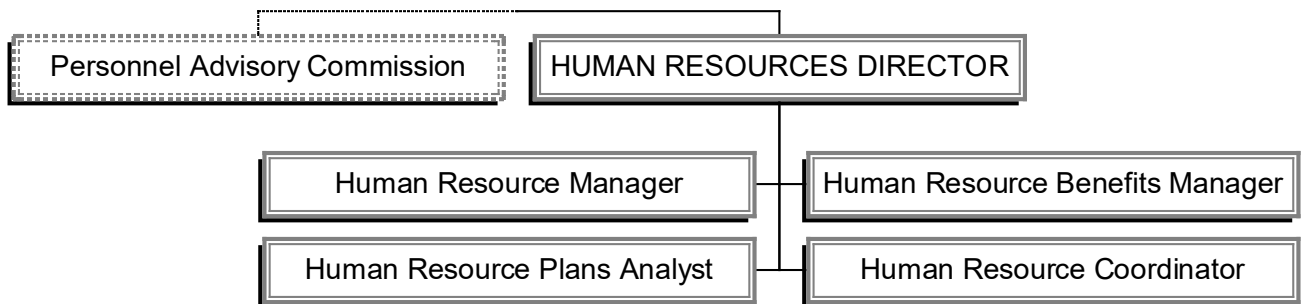 Personnel Advisory Commission
HUMAN RESOURCES DIRECTOR
Human Resource Manager
Human Resource Benefits Manager
Human Resource Plans Analyst
Human Resource Coordinator